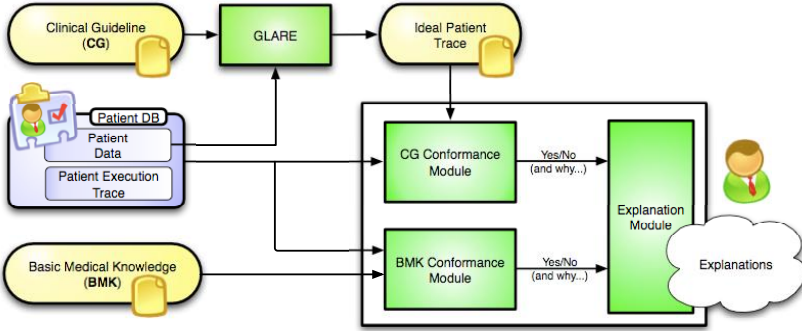 Clinical Guideline
(CG)
GLARE
Ideal Patient
Trace
Patient DB
Patient
Data
Patient Execution
Trace
CG Conformance
Module
Yes/No
(and why...)
Explanation
Module
Basic Medical Knowledge
(BMK)
BMK Conformance
Module
Yes/No
(and why...)
Explanations